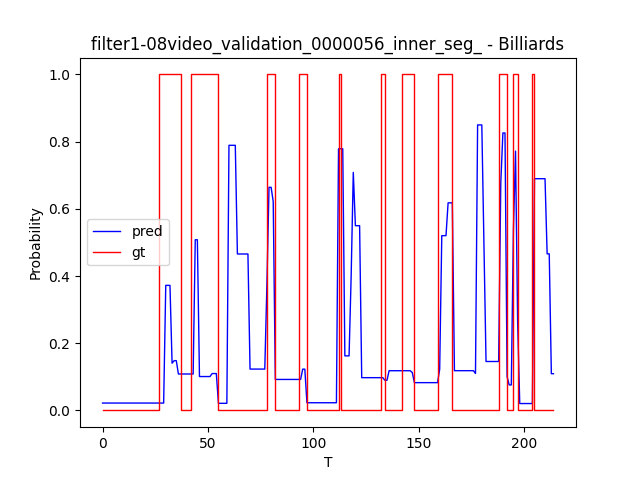 filter1-08video_validation_0000056_inner_seg_ - Billiards
1.0
0.8
0.6
0.4
0.2
0.0
Probability
pred
gt
0
50
100
150
200
T